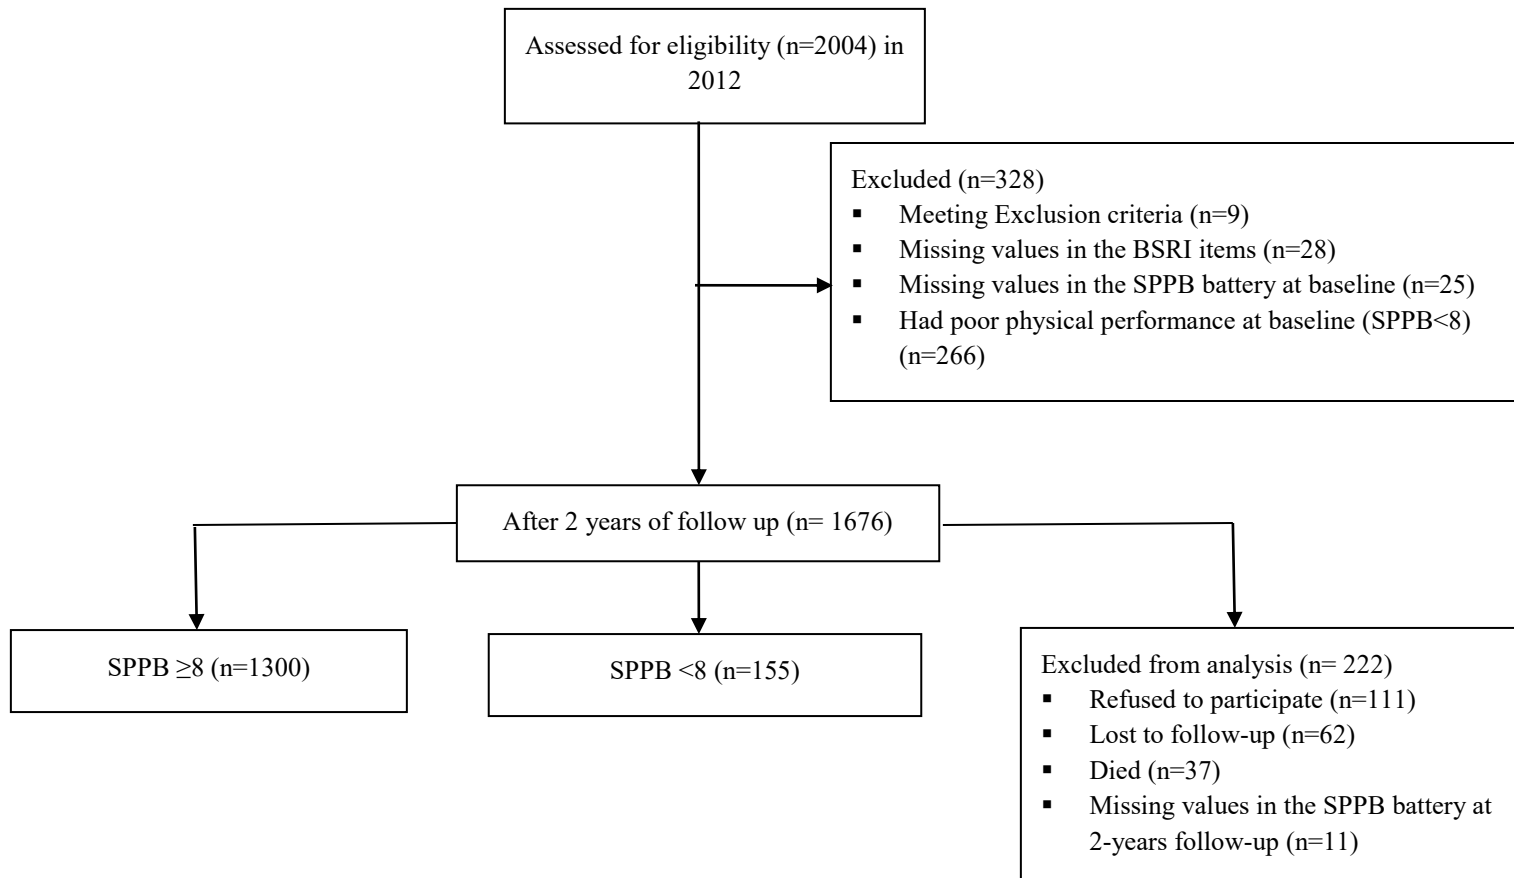 Assessed for eligibility (n=2004) in
2012
Excluded (n=328)
▪ Meeting Exclusion criteria (n=9)
▪ Missing values in the BSRI items (n=28)
▪ Missing values in the SPPB battery at baseline (n=25)
▪ Had poor physical performance at baseline (SPPB<8)
(n=266)
After 2 years of follow up (n= 1676)
SPPB ≥8 (n=1300)
SPPB <8 (n=155)
Excluded from analysis (n= 222)
▪ Refused to participate (n=111)
▪ Lost to follow-up (n=62)
▪ Died (n=37)
▪ Missing values in the SPPB battery at
2-years follow-up (n=11)